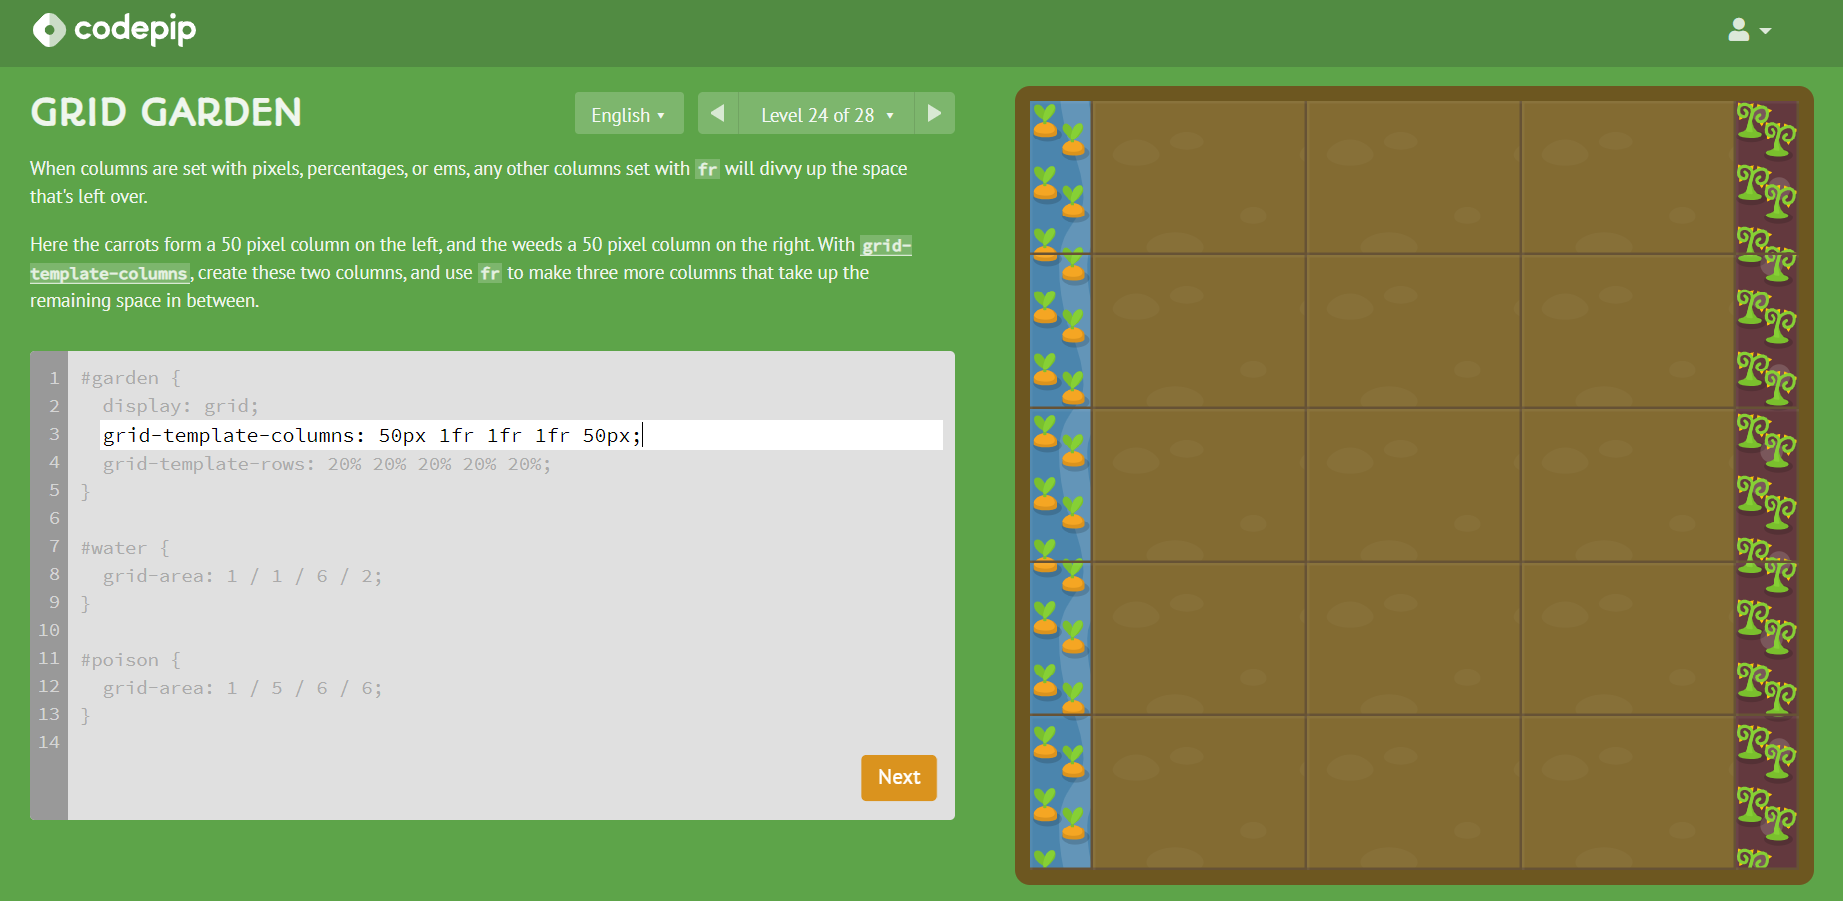 codepip
GRID GARDEN
English ▾
◀ Level 24 of 28 ▾ ▶
When columns are set with pixels, percentages, or ems, any other columns set with fr will divvy up the space
that's left over.
Here the carrots form a 50 pixel column on the left, and the weeds a 50 pixel column on the right. With grid-
template-columns, create these two columns, and use fr to make three more columns that take up the
remaining space in between.
1 #garden {
2 display: grid;
3 grid-template-columns: 50px 1fr 1fr 1fr 50px;
4 grid-template-rows: 20% 20% 20% 20% 20%;
5 }
6
7 #water {
8 grid-area: 1 / 1 / 6 / 2;
9 }
10
11 #poison {
12 grid-area: 1 / 5 / 6 / 6;
13 }
14
Next